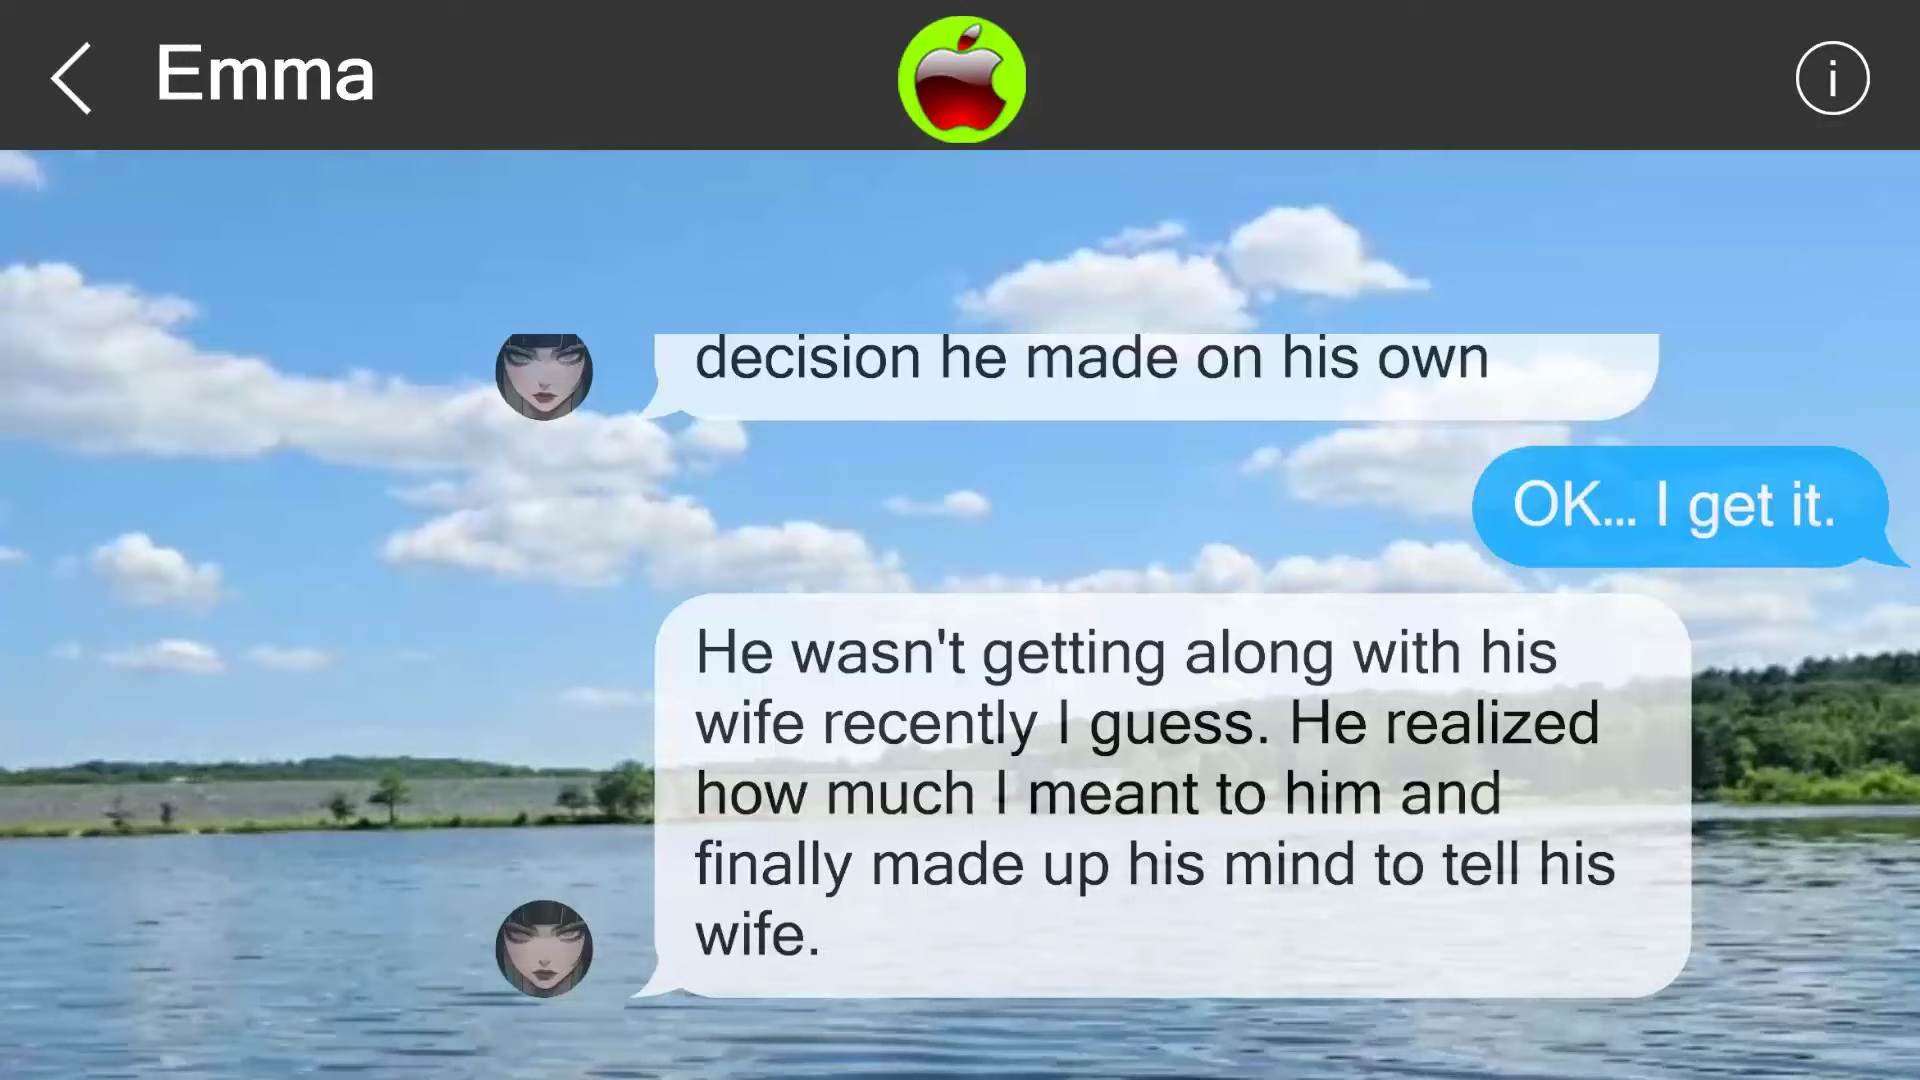 Emma
i
decision he made on his own
OK... I get it.
He wasn't getting along with his
wife recently I guess. He realized
how much I meant to him and
finally made up his mind to tell his
wife.